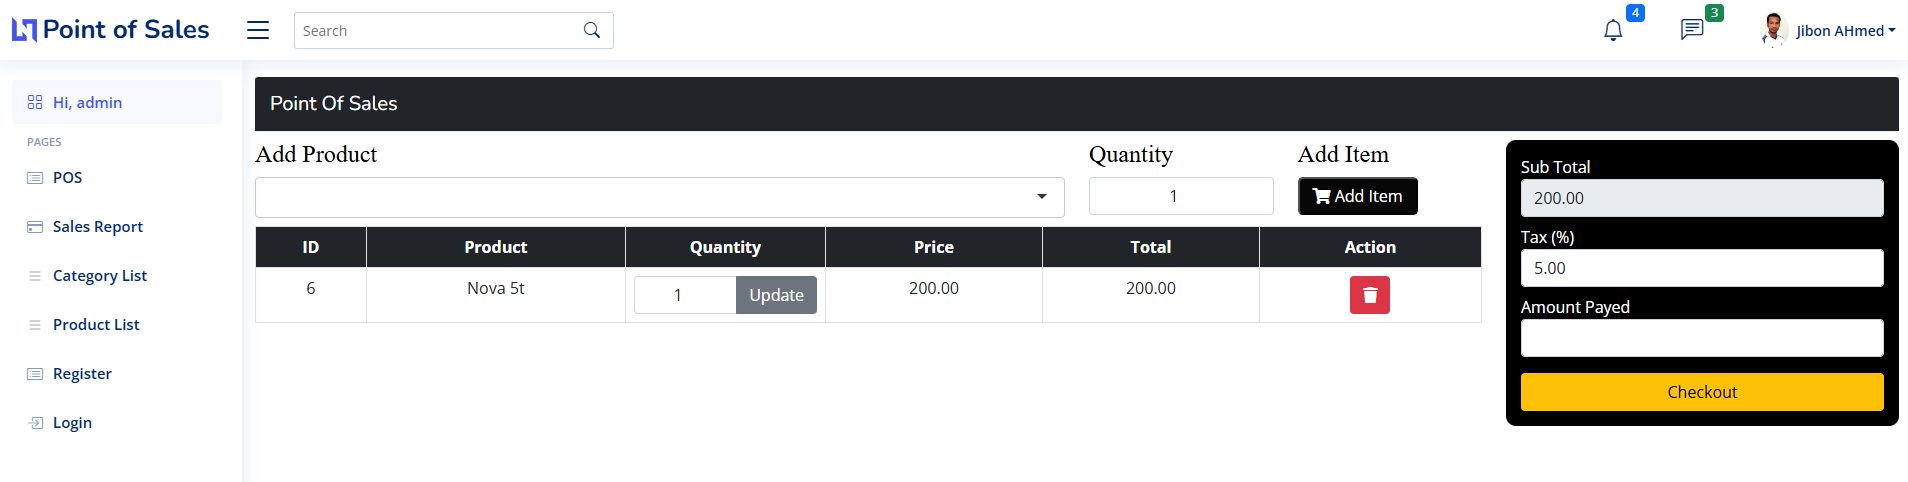 Point of Sales
Search
4
3
Jibon AHmed
Hi, admin
PAGES
POS
Sales Report
Category List
Product List
Register
Login
Point Of Sales
Add Product
Quantity
Add Item
1
Add Item
ID Product Quantity Price Total Action
6 Nova 5t 1 Update 200.00 200.00
Sub Total
200.00
Tax (%)
5.00
Amount Payed
Checkout